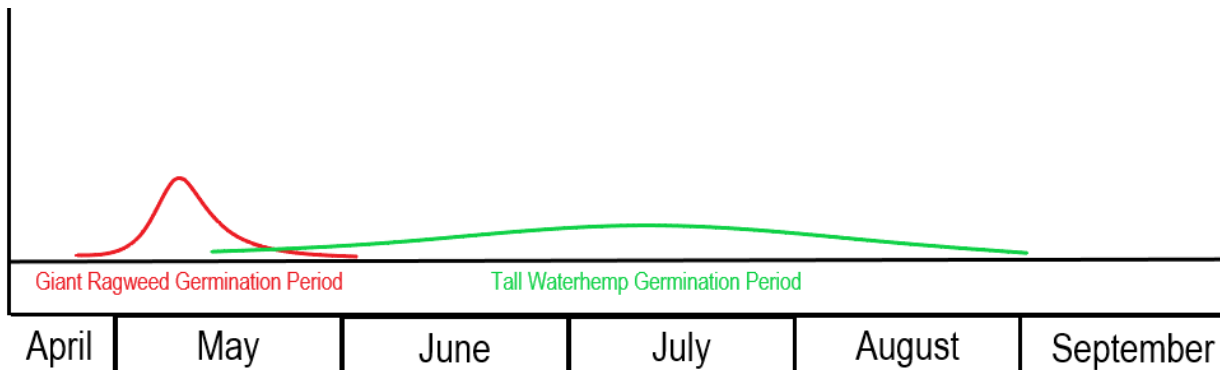 Giant Ragweed Germination Period Tall Waterhemp Germination Period
April May June July August September